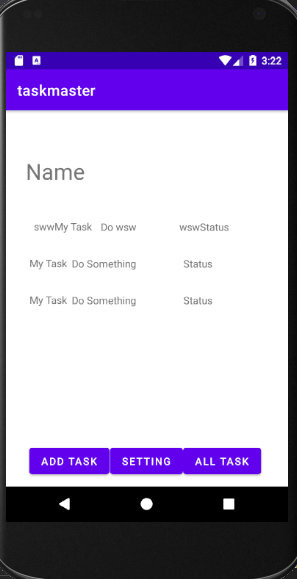 3:22
taskmaster
Name
swwMy Task Do wsw wswStatus
My Task Do Something Status
My Task Do Something Status
ADD TASK SETTING ALL TASK